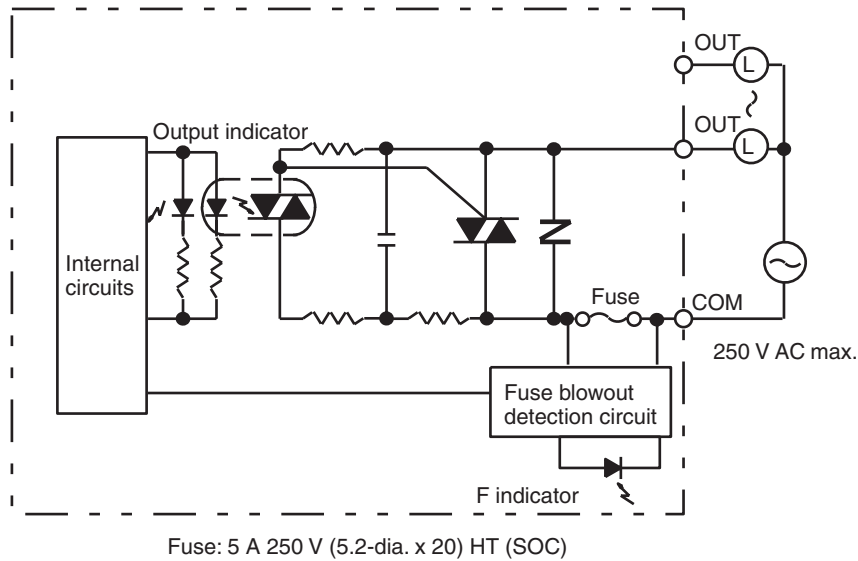 OUT
L
OUT
L
Output indicator
Internal
circuits
Fuse
COM
250 V AC max.
Fuse blowout
detection circuit
F indicator
Fuse: 5 A 250 V (5.2-dia. x 20) HT (SOC)